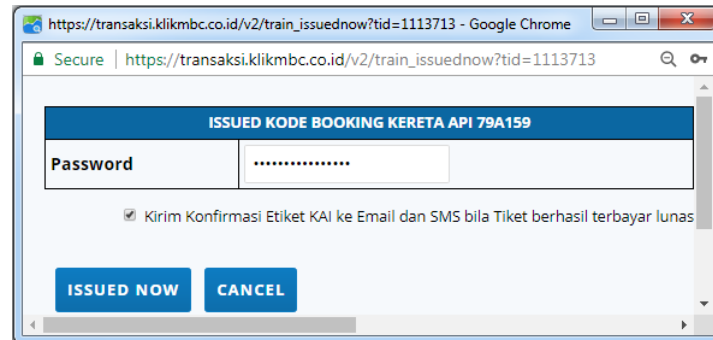 https://transaksi.klikmbc.co.id/v2/train_issuednow?tid=1113713 - Google Chrome
Secure | https://transaksi.klikmbc.co.id/v2/train_issuednow?tid=1113713
ISSUED KODE BOOKING KERETA API 79A159
Password ••••••••••••••••
Kirim Konfirmasi Etiket KAI ke Email dan SMS bila Tiket berhasil terbayar lunas
ISSUED NOW CANCEL